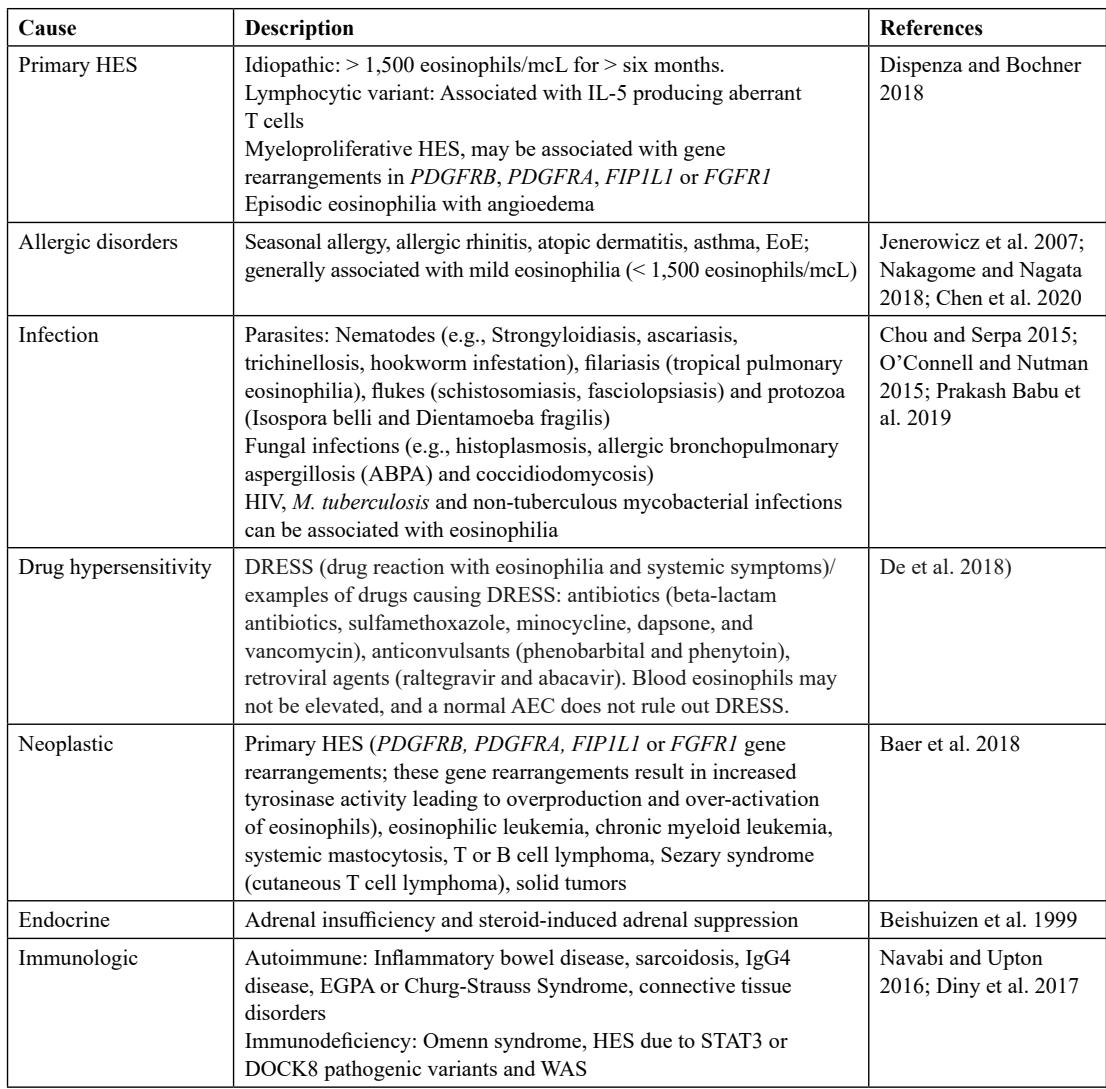 Cause Description References
Primary HES Idiopathic: > 1,500 eosinophils/mcL for > six months. Dispenza and Bochner
Lymphocytic variant: Associated with IL-5 producing aberrant 2018
T cells
Myeloproliferative HES, may be associated with gene
rearrangements in PDGFRB, PDGFRA, FIP1L1 or FGFR1
Episodic eosinophilia with angioedema
Allergic disorders Seasonal allergy, allergic rhinitis, atopic dermatitis, asthma, EoE; Jenerowicz et al. 2007;
generally associated with mild eosinophilia (< 1,500 eosinophils/mcL) Nakagome and Nagata
2018; Chen et al. 2020
Infection Parasites: Nematodes (e.g., Strongyloidiasis, ascariasis, Chou and Serpa 2015;
trichinellosis, hookworm infestation), filariasis (tropical pulmonary O’Connell and Nutman
eosinophilia), flukes (schistosomiasis, fasciolopsiasis) and protozoa 2015; Prakash Babu et
(Isospora belli and Dientamoeba fragilis) al. 2019
Fungal infections (e.g., histoplasmosis, allergic bronchopulmonary
aspergillosis (ABPA) and coccidiodomycosis)
HIV, M. tuberculosis and non-tuberculous mycobacterial infections
can be associated with eosinophilia
Drug hypersensitivity DRESS (drug reaction with eosinophilia and systemic symptoms)/ De et al. 2018)
examples of drugs causing DRESS: antibiotics (beta-lactam
antibiotics, sulfamethoxazole, minocycline, dapsone, and
vancomycin), anticonvulsants (phenobarbital and phenytoin),
retroviral agents (raltegravir and abacavir). Blood eosinophils may
not be elevated, and a normal AEC does not rule out DRESS.
Neoplastic Primary HES (PDGFRB, PDGFRA, FIP1L1 or FGFR1 gene Baer et al. 2018
rearrangements; these gene rearrangements result in increased
tyrosinase activity leading to overproduction and over-activation
of eosinophils), eosinophilic leukemia, chronic myeloid leukemia,
systemic mastocytosis, T or B cell lymphoma, Sezary syndrome
(cutaneous T cell lymphoma), solid tumors
Endocrine Adrenal insufficiency and steroid-induced adrenal suppression Beishuizen et al. 1999
Immunologic Autoimmune: Inflammatory bowel disease, sarcoidosis, IgG4 Navabi and Upton
disease, EGPA or Churg-Strauss Syndrome, connective tissue 2016; Diny et al. 2017
disorders
Immunodeficiency: Omenn syndrome, HES due to STAT3 or
DOCK8 pathogenic variants and WAS